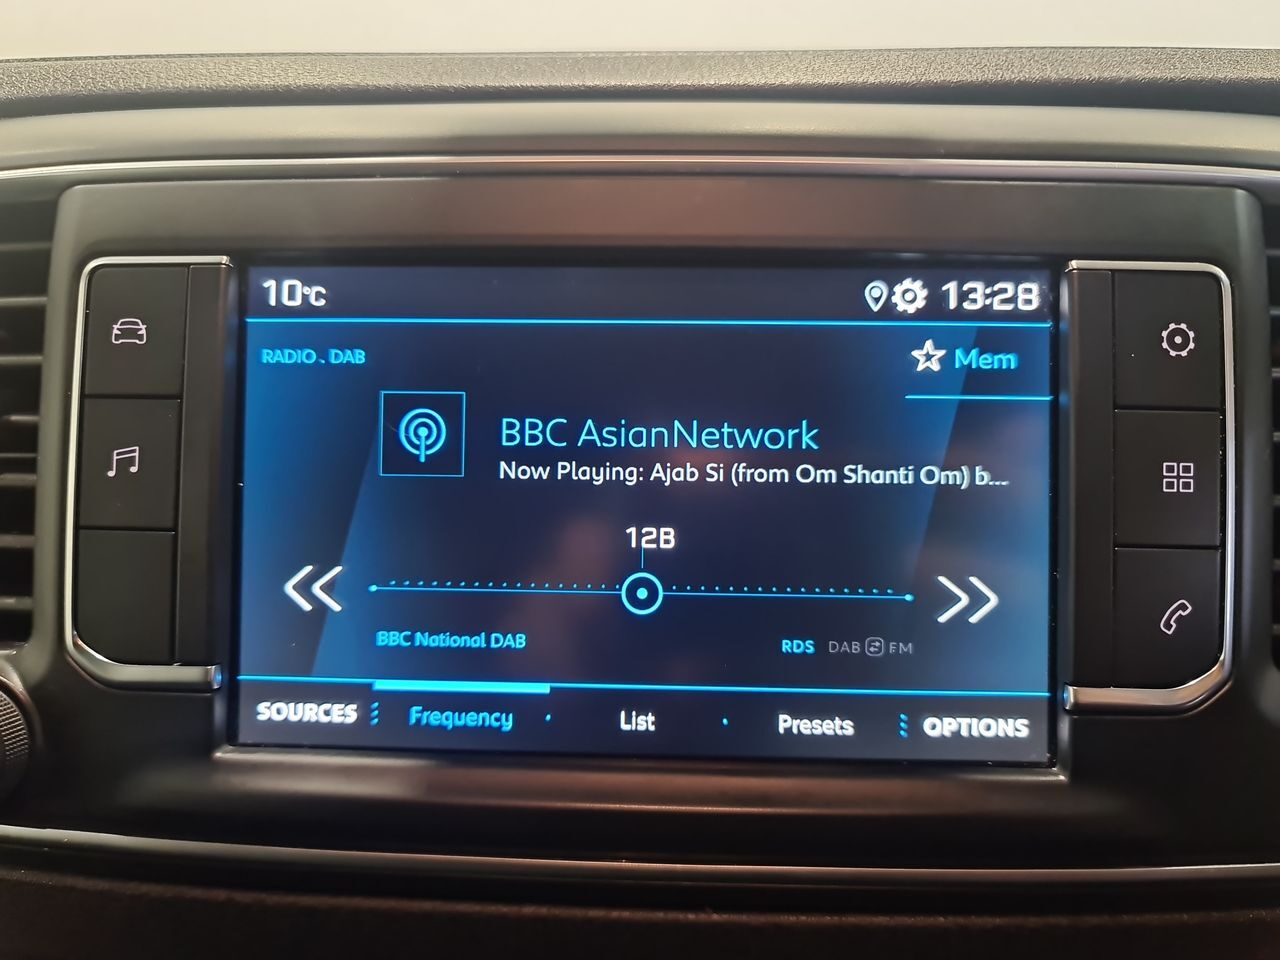 10°C 13:28
RADIO . DAB
Mem
BBC AsianNetwork
Now Playing: Ajab Si (from Om Shanti Om) b...
12B
BBC National DAB
RDS DAB FM
SOURCES Frequency List Presets OPTIONS